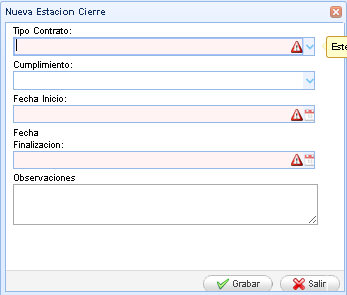 Nueva Estacion Cierre
Tipo Contrato:
Este
Cumplimiento:
Fecha Inicio:
Fecha
Finalizacion:
Observaciones
Grabar
Salir